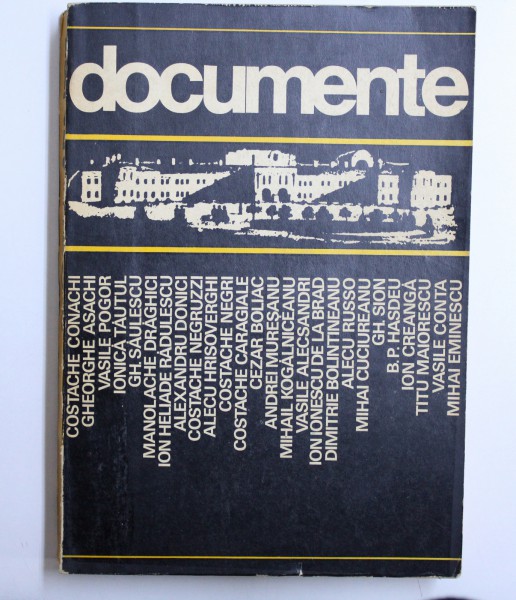 documente
COSTACHE CONACHI
GHEORGHE ASACHI
VASILE POGOR
IONICĂ TĂUTUL
GH. SĂULESCU
MANOLACHE DRĂGHICI
ION HELIADE RĂDULESCU
ALEXANDRU DONICI
COSTACHE NEGRUZZI
ALECU HRISOVERGHI
COSTACHE NEGRI
COSTACHE CARAGIALE
CEZAR BOLIAC
ANDREI MUREȘANU
MIHAIL KOGĂLNICEANU
VASILE ALECSANDRI
ION IONESCU DE LA BRAD
DIMITRIE BOLINTINEANU
ALECU RUSSO
MIHAI CUCIUREANU
GH. SION
B. P. HASDEU
ION CREANGĂ
TITU MAIORESCU
VASILE CONTA
MIHAI EMINESCU